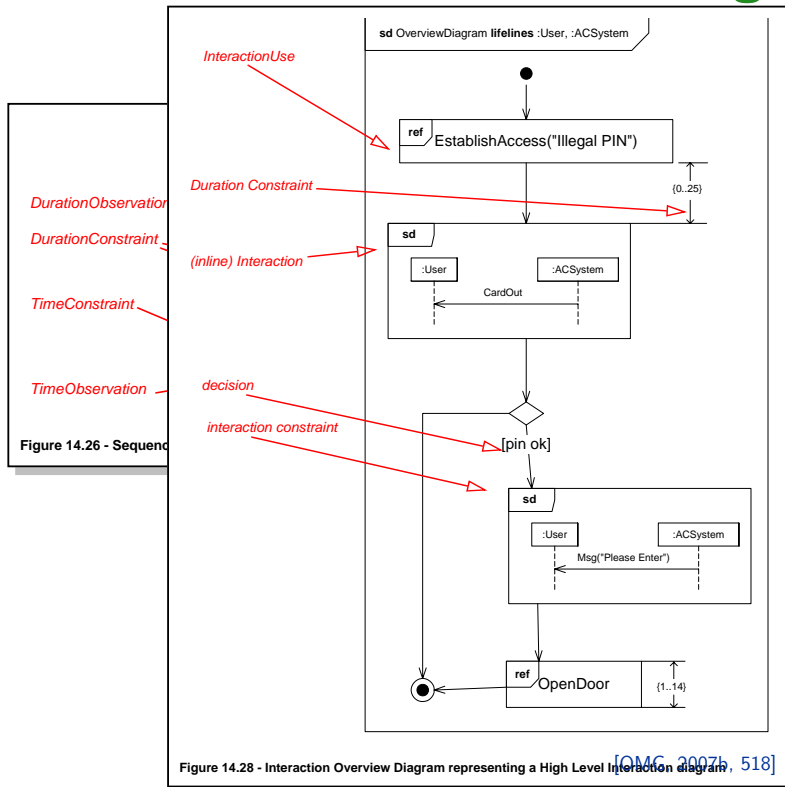 sd OverviewDiagram lifelines :User, :ACSystem
InteractionUse
ref
EstablishAccess("Illegal PIN")
Duration Constraint
{0..25}
DurationObservation
DurationConstraint
sd
(inline) Interaction
:User
:ACSystem
CardOut
TimeConstraint
TimeObservation
decision
interaction constraint
[pin ok]
Figure 14.26 - Sequenc
sd
:User
:ACSystem
Msg("Please Enter")
ref
OpenDoor
{1..14}
Figure 14.28 - Interaction Overview Diagram representing a High Level Interaction diagram
[OMG, 2007b, 518]